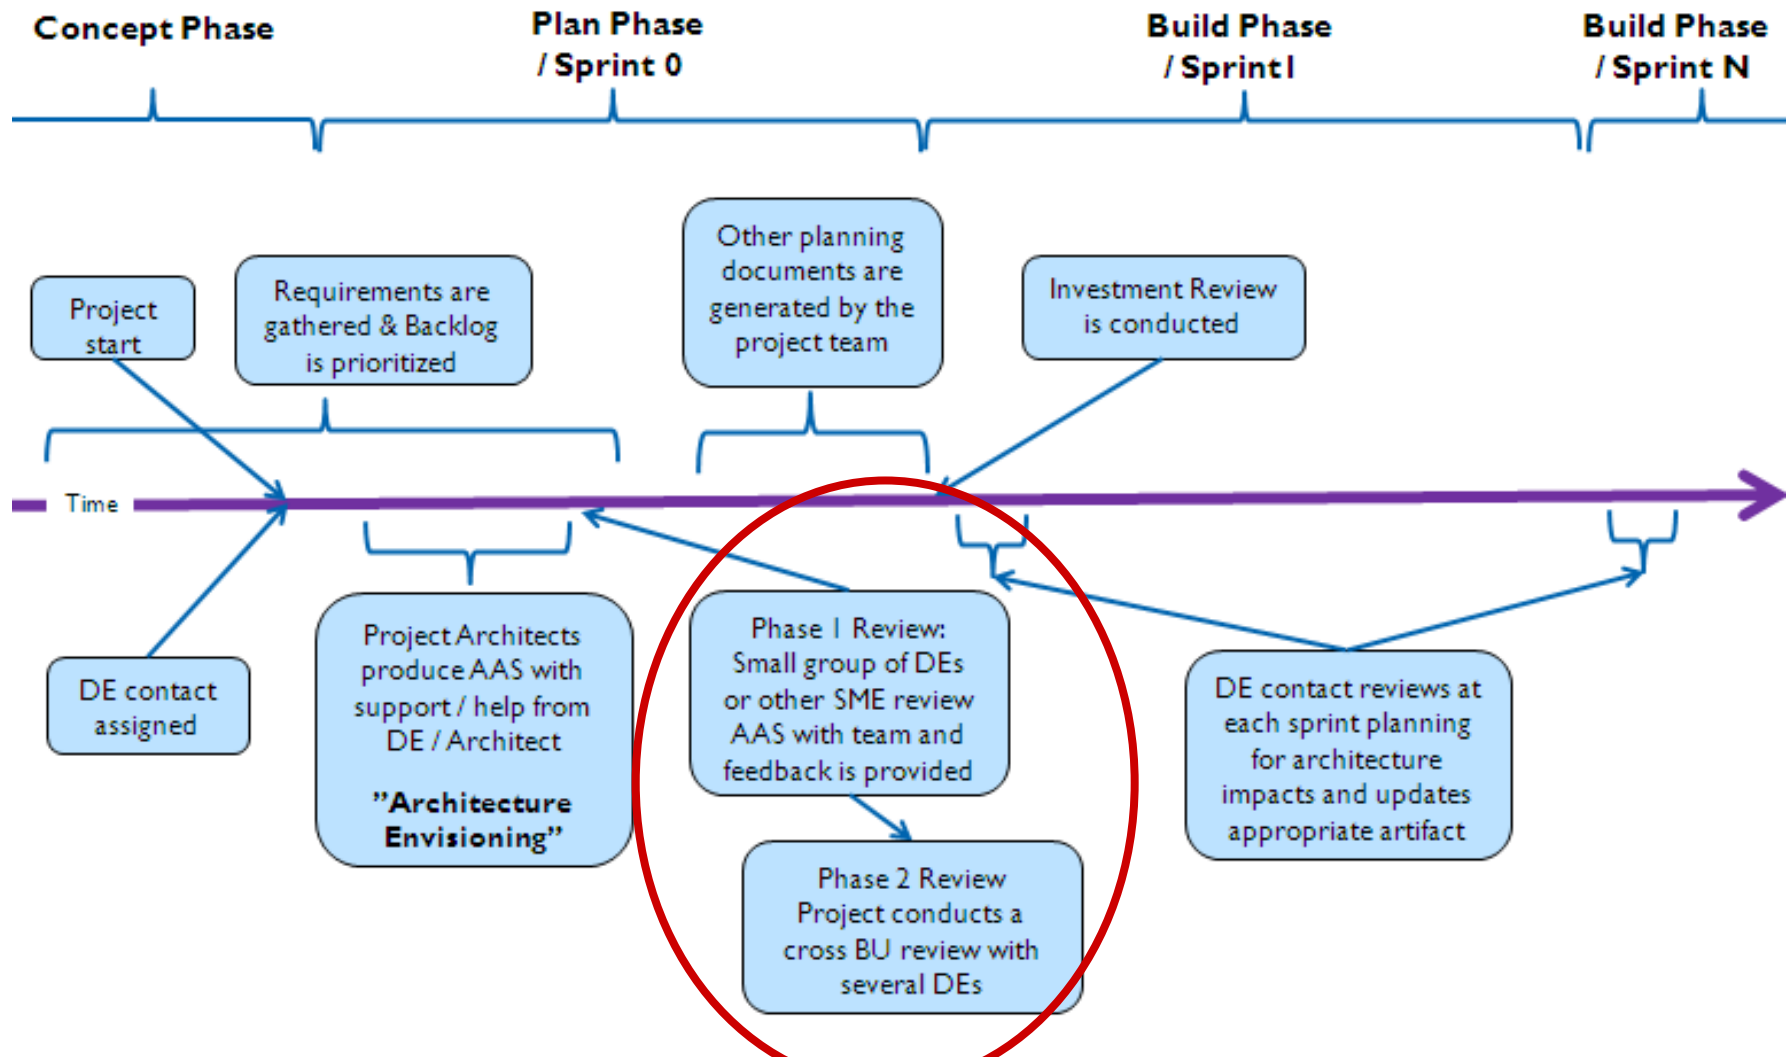 Concept Phase
Plan Phase
/ Sprint 0
Build Phase
/ Sprint1
Build Phase
/ Sprint N
Project
start
Requirements are
gathered & Backlog
is prioritized
Other planning
documents are
generated by the
project team
Investment Review
is conducted
Time
DE contact
assigned
Project Architects
produce AAS with
support / help from
DE / Architect
”Architecture
Envisioning”
Phase 1 Review:
Small group of DEs
or other SME review
AAS with team and
feedback is provided
Phase 2 Review
Project conducts a
cross BU review with
several DEs
DE contact reviews at
each sprint planning
for architecture
impacts and updates
appropriate artifact